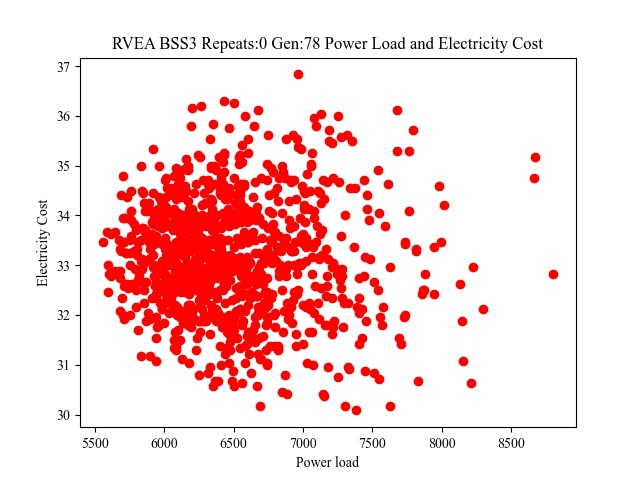 RVEA BSS3 Repeats:0 Gen:78 Power Load and Electricity Cost
37
36
35
34
33
32
31
30
Electricity Cost
5500 6000 6500 7000 7500 8000 8500
Power load